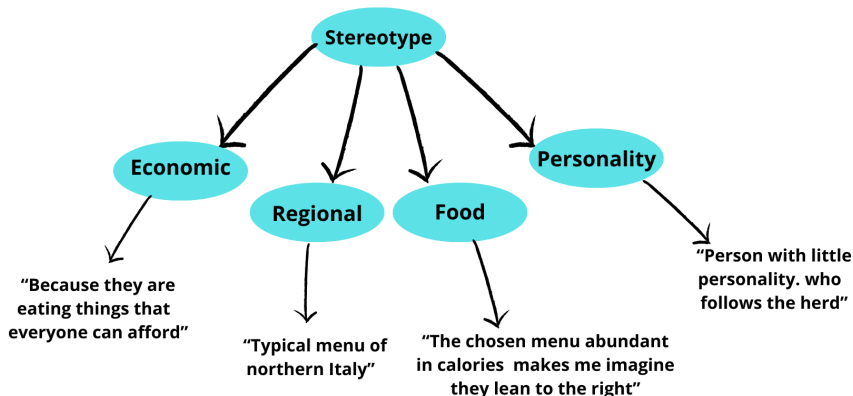 Stereotype
Economic
Regional
Food
Personality
“Because they are
eating things that
everyone can afford”
“Typical menu of
northern Italy”
“The chosen menu abundant
in calories makes me imagine
they lean to the right”
“Person with little
personality. who
follows the herd”